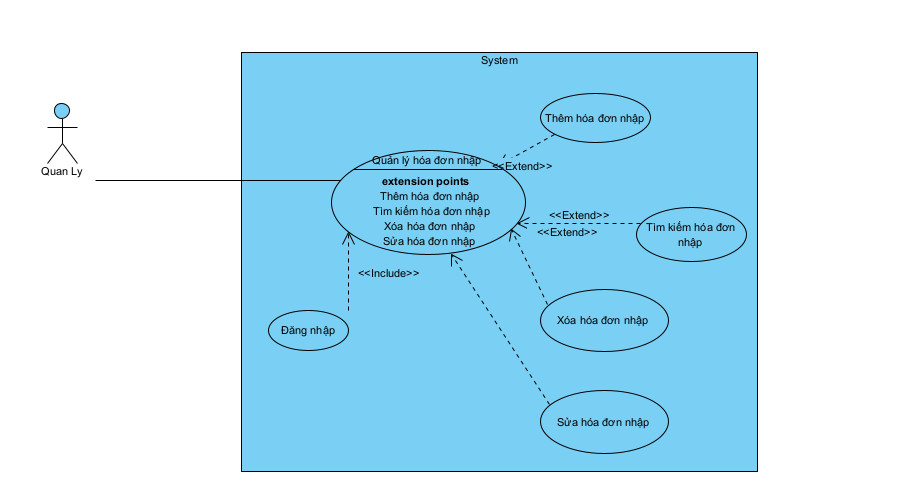 System
Quan Ly
Thêm hóa đơn nhập
Quản lý hóa đơn nhập
<<Extend>>
extension points
Thêm hóa đơn nhập
Tìm kiếm hóa đơn nhập
Xóa hóa đơn nhập
Sửa hóa đơn nhập
<<Extend>>
<<Extend>>
Tìm kiếm hóa đơn
nhập
<<Include>>
Đăng nhập
Xóa hóa đơn nhập
Sửa hóa đơn nhập